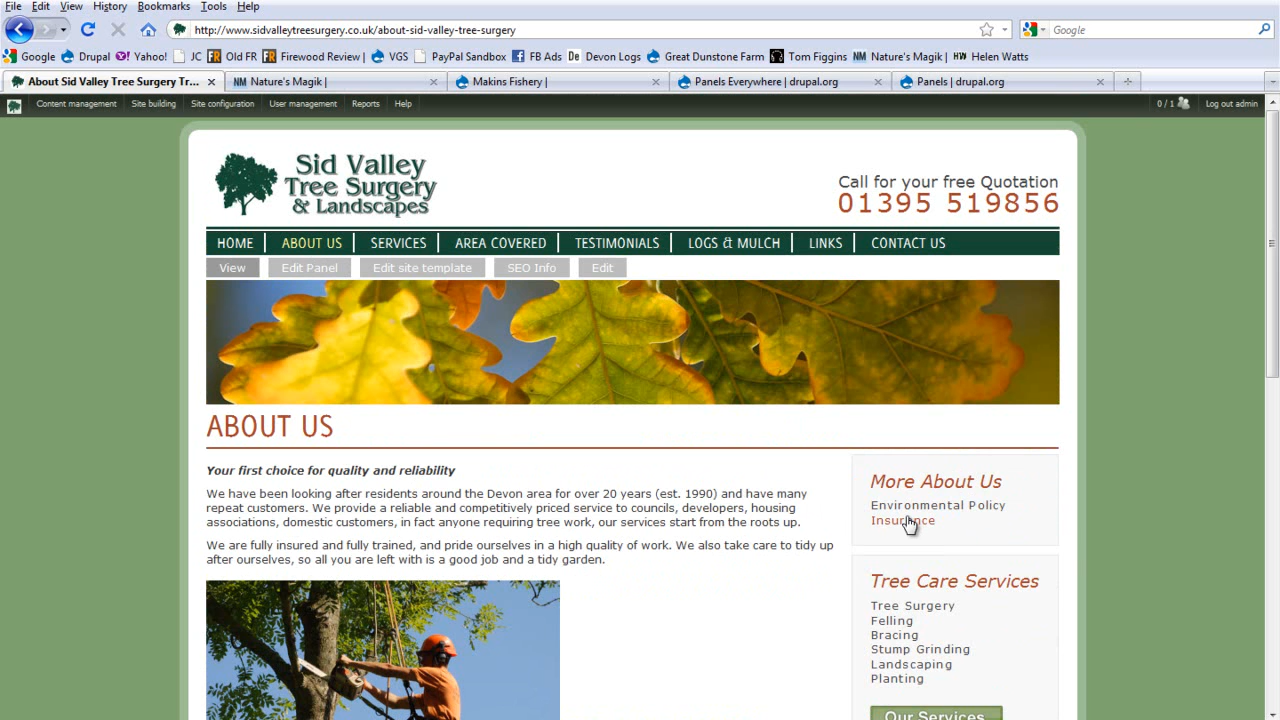 File Edit View History Bookmarks Tools Help
http://www.sidvalleytreesurgery.co.uk/about-sid-valley-tree-surgery
Google
Google Drupal Yahoo! JC Old FR Firewood Review | VGS PayPal Sandbox FB Ads Devon Logs Great Dunstone Farm Tom Figgins Nature's Magik | Helen Watts
About Sid Valley Tree Surgery Tr... Nature's Magik | Makins Fishery | Panels Everywhere | drupal.org Panels | drupal.org
Content management Site building Site configuration User management Reports Help 0 / 1 Log out admin
Sid Valley
Tree Surgery
& Landscapes
Call for your free Quotation
01395 519856
HOME ABOUT US SERVICES AREA COVERED TESTIMONIALS LOGS & MULCH LINKS CONTACT US
View Edit Panel Edit site template SEO Info Edit
ABOUT US
Your first choice for quality and reliability
We have been looking after residents around the Devon area for over 20 years (est. 1990) and have many
repeat customers. We provide a reliable and competitively priced service to councils, developers, housing
associations, domestic customers, in fact anyone requiring tree work, our services start from the roots up.
We are fully insured and fully trained, and pride ourselves in a high quality of work. We also take care to tidy up
after ourselves, so all you are left with is a good job and a tidy garden.
More About Us
Environmental Policy
Insurance
Tree Care Services
Tree Surgery
Felling
Bracing
Stump Grinding
Landscaping
Planting
Our Services